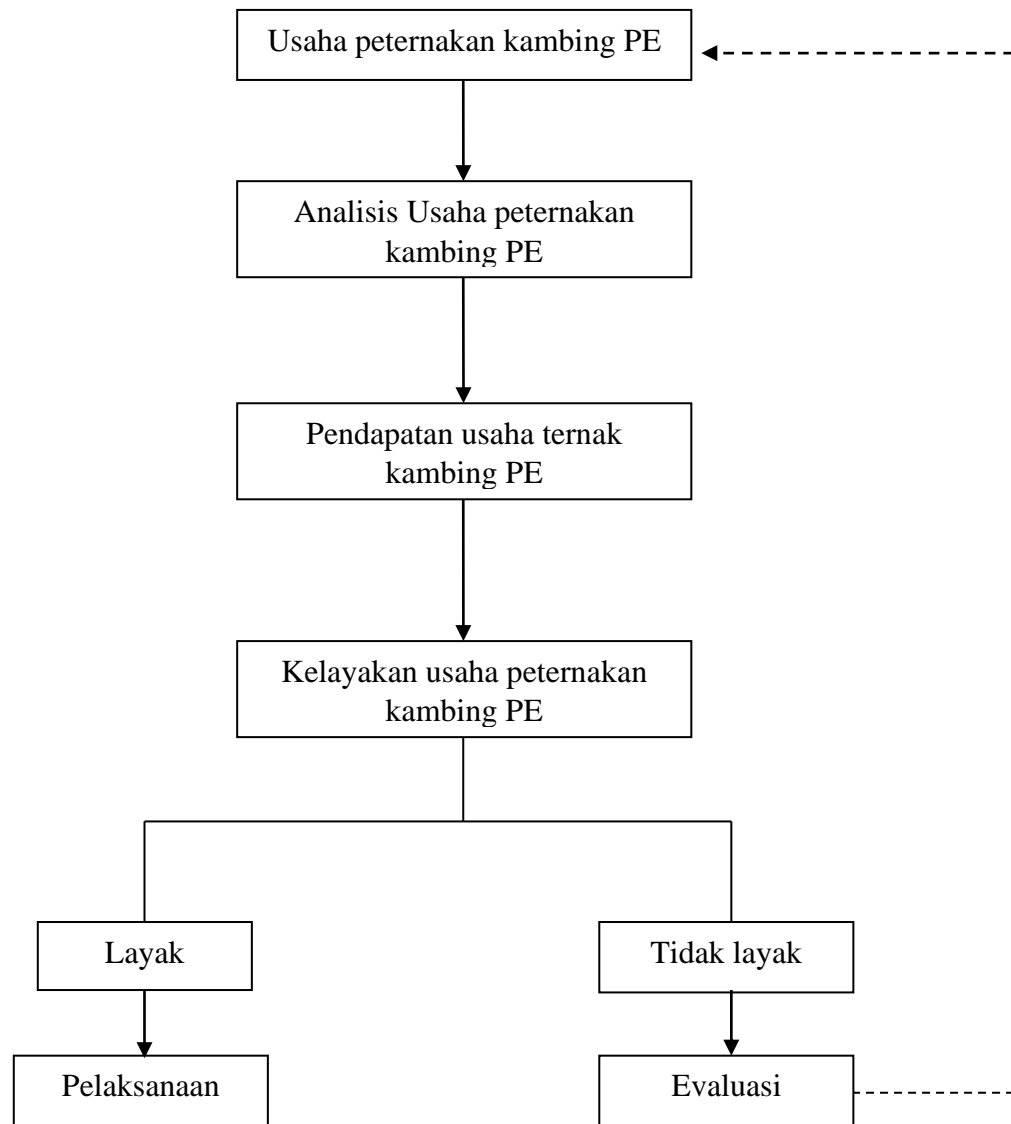 Usaha peternakan kambing PE
Analisis Usaha peternakan
kambing PE
Pendapatan usaha ternak
kambing PE
Kelayakan usaha peternakan
kambing PE
Layak
Tidak layak
Pelaksanaan
Evaluasi